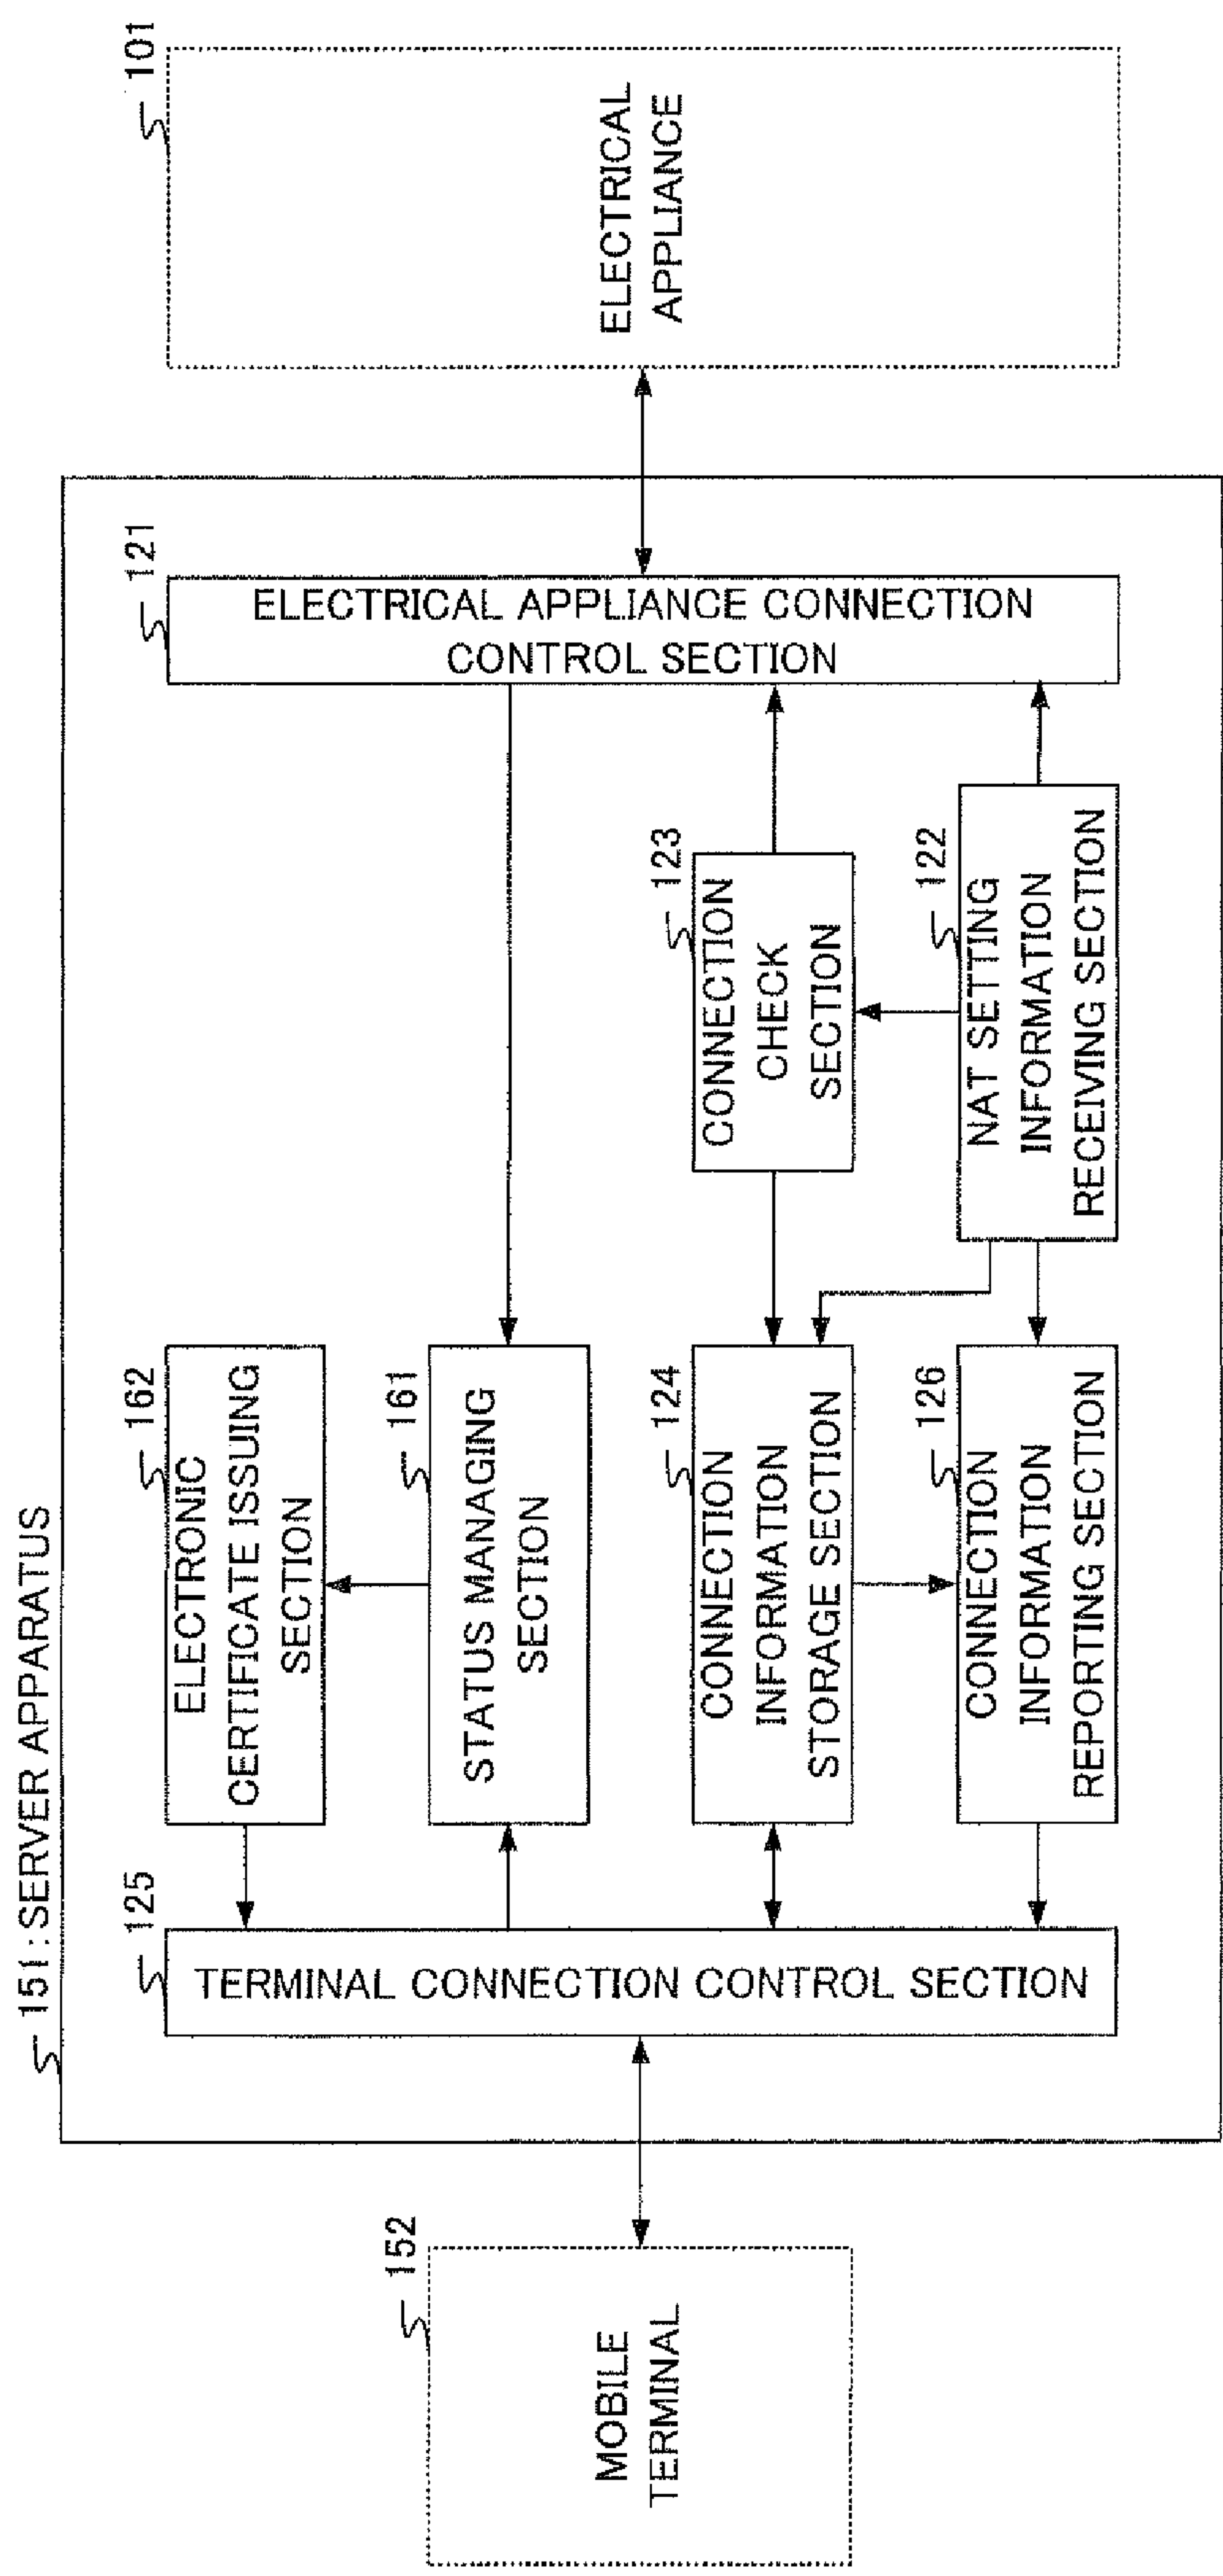 151:SERVER APPARATUS
152
MOBILE
TERMINAL
125
TERMINAL CONNECTION CONTROL SECTION
162
ELECTRONIC
CERTIFICATE ISSUING
SECTION
161
STATUS MANAGING
SECTION
124
CONNECTION
INFORMATION
STORAGE SECTION
126
CONNECTION
INFORMATION
REPORTING SECTION
123
CONNECTION
CHECK
SECTION
122
NAT SETTING
INFORMATION
RECEIVING SECTION
121
ELECTRICAL APPLIANCE CONNECTION
CONTROL SECTION
101
ELECTRICAL
APPLIANCE